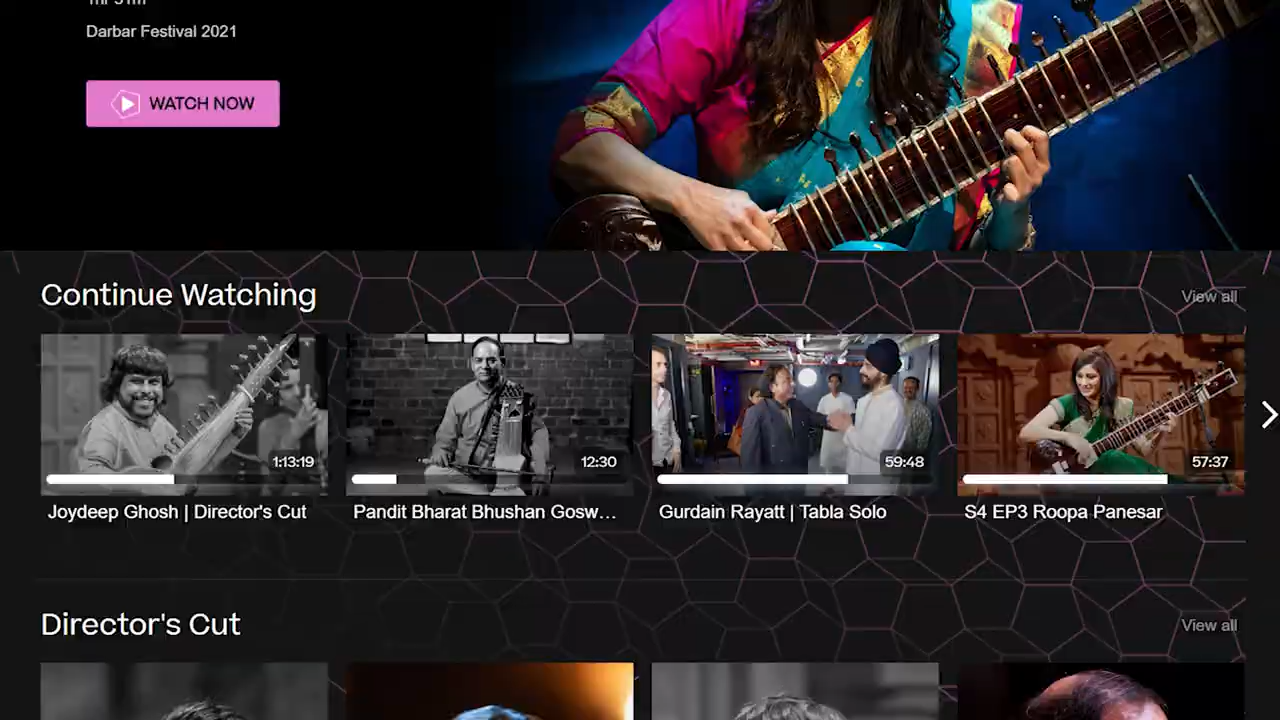 Darbar Festival 2021
WATCH NOW
Continue Watching
View all
1:13:19
12:30
59:48
57:37
Joydeep Ghosh | Director's Cut
Pandit Bharat Bhushan Gosw...
Gurdain Rayatt | Tabla Solo
S4 EP3 Roopa Panesar
Director's Cut
View all